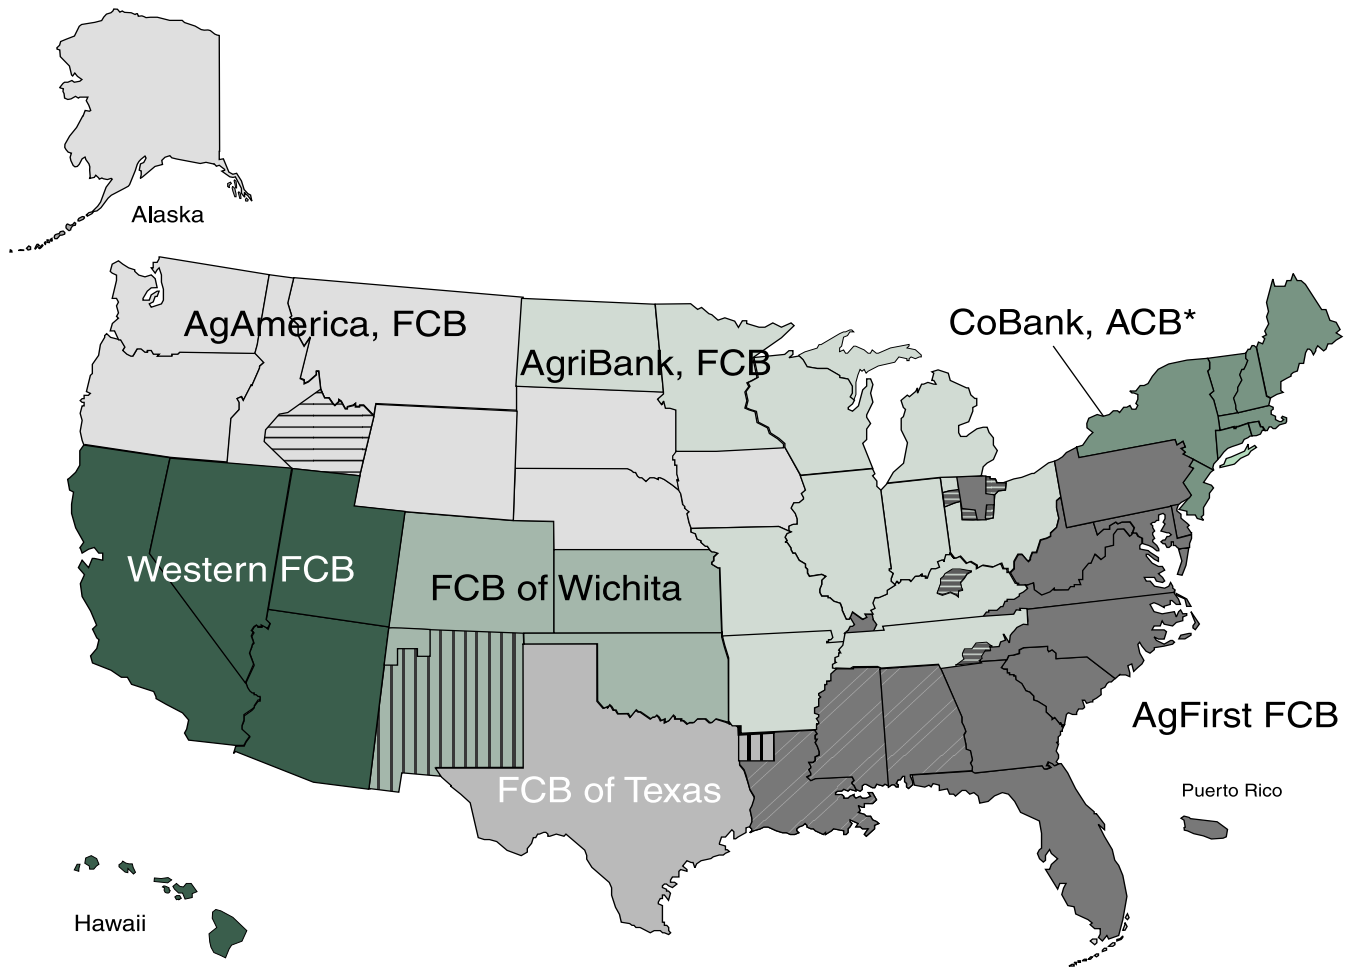 Alaska
AgAmerica, FCB
CoBank, ACB*
AgriBank, FCB
Western FCB
FCB of Wichita
AgFirst FCB
FCB of Texas
Puerto Rico
Hawaii